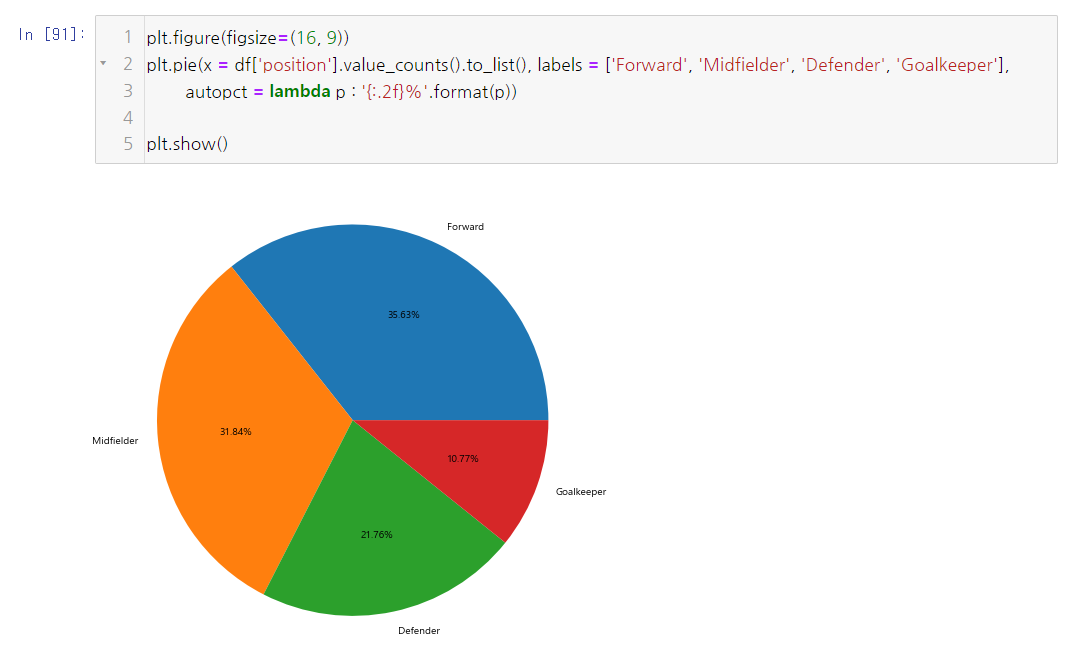 In [91]:
1 plt.figure(figsize=(16, 9))
2 plt.pie(x = df['position'].value_counts().to_list(), labels = ['Forward', 'Midfielder', 'Defender', 'Goalkeeper'],
3 autopct = lambda p : '{:.2f}%'.format(p))
4
5 plt.show()
Forward
35.63%
31.84%
Midfielder
10.77%
Goalkeeper
21.76%
Defender